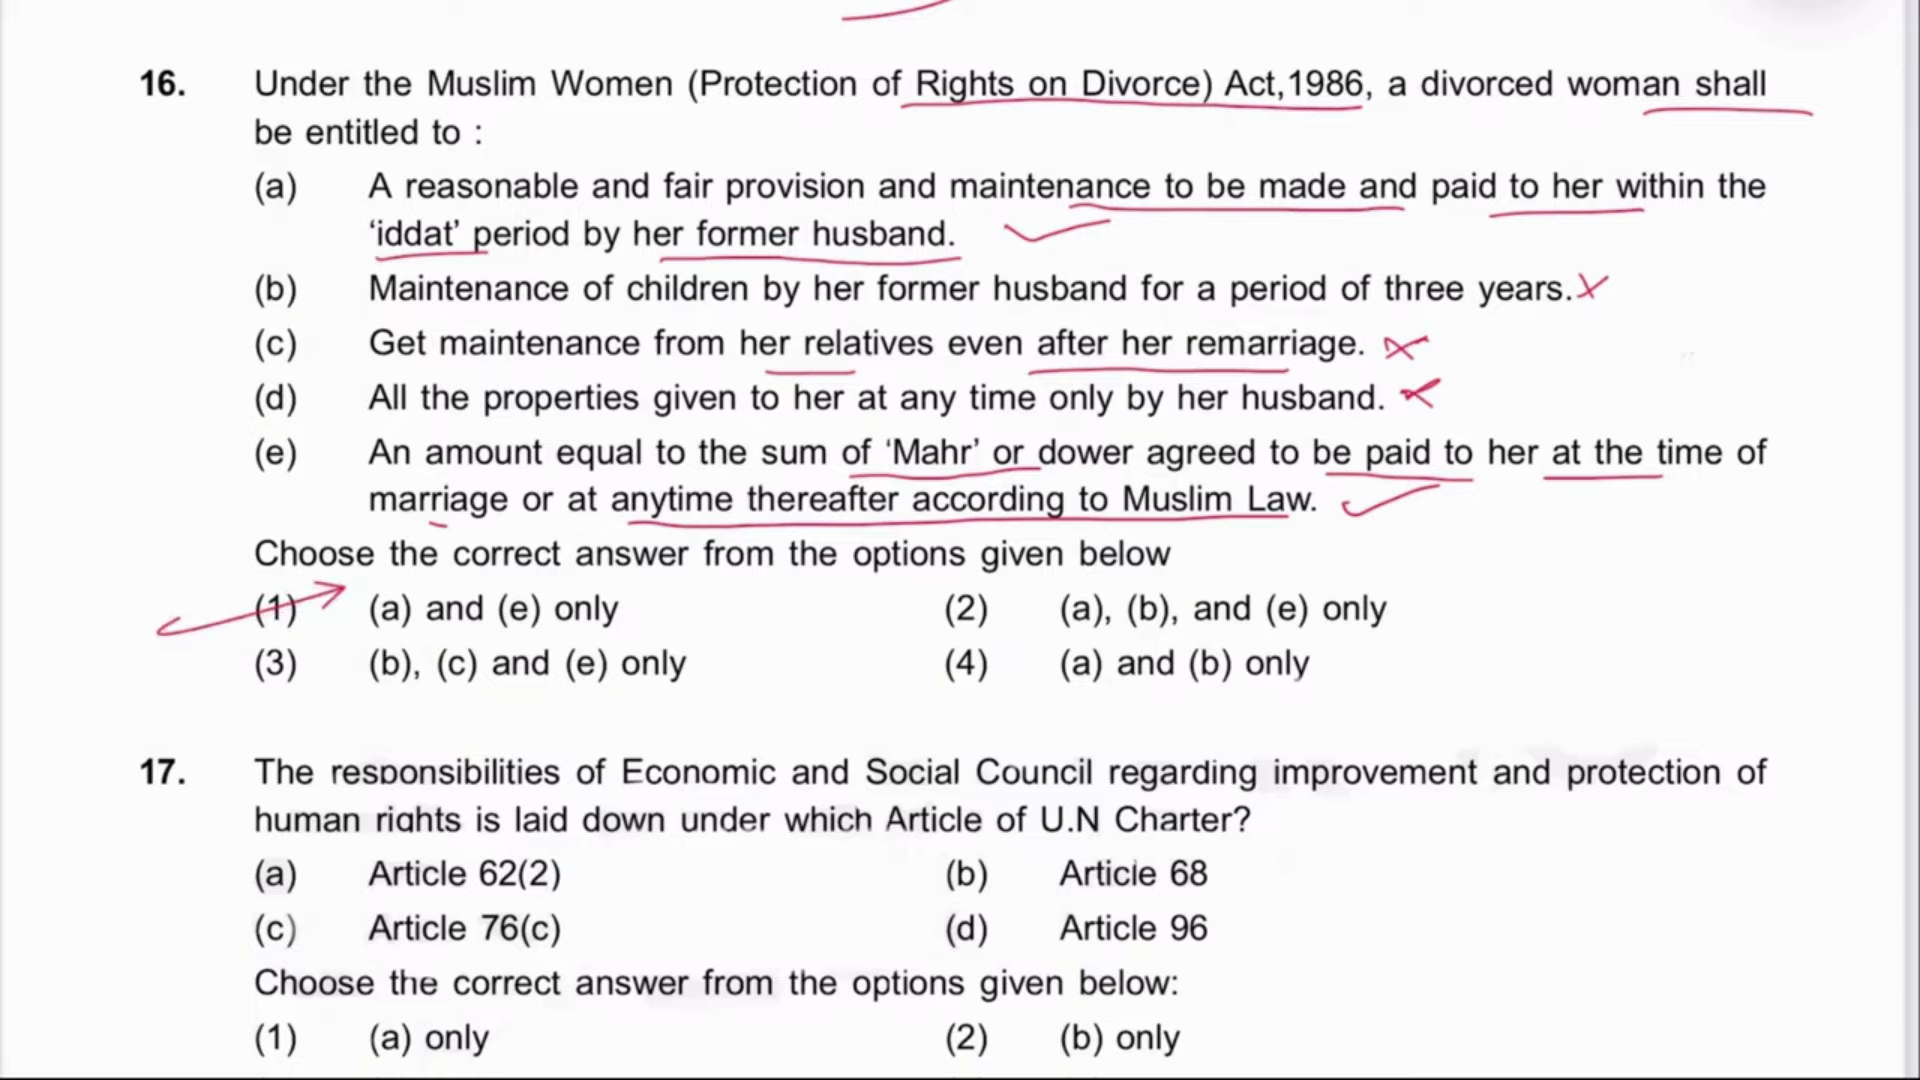 16. Under the Muslim Women (Protection of Rights on Divorce) Act,1986, a divorced woman shall
be entitled to :
(a) A reasonable and fair provision and maintenance to be made and paid to her within the
‘iddat’ period by her former husband.
(b) Maintenance of children by her former husband for a period of three years.
(c) Get maintenance from her relatives even after her remarriage.
(d) All the properties given to her at any time only by her husband.
(e) An amount equal to the sum of ‘Mahr’ or dower agreed to be paid to her at the time of
marriage or at anytime thereafter according to Muslim Law.
Choose the correct answer from the options given below
(1) (a) and (e) only (2) (a), (b), and (e) only
(3) (b), (c) and (e) only (4) (a) and (b) only
17. The responsibilities of Economic and Social Council regarding improvement and protection of
human rights is laid down under which Article of U.N Charter?
(a) Article 62(2) (b) Article 68
(c) Article 76(c) (d) Article 96
Choose the correct answer from the options given below:
(1) (a) only (2) (b) only